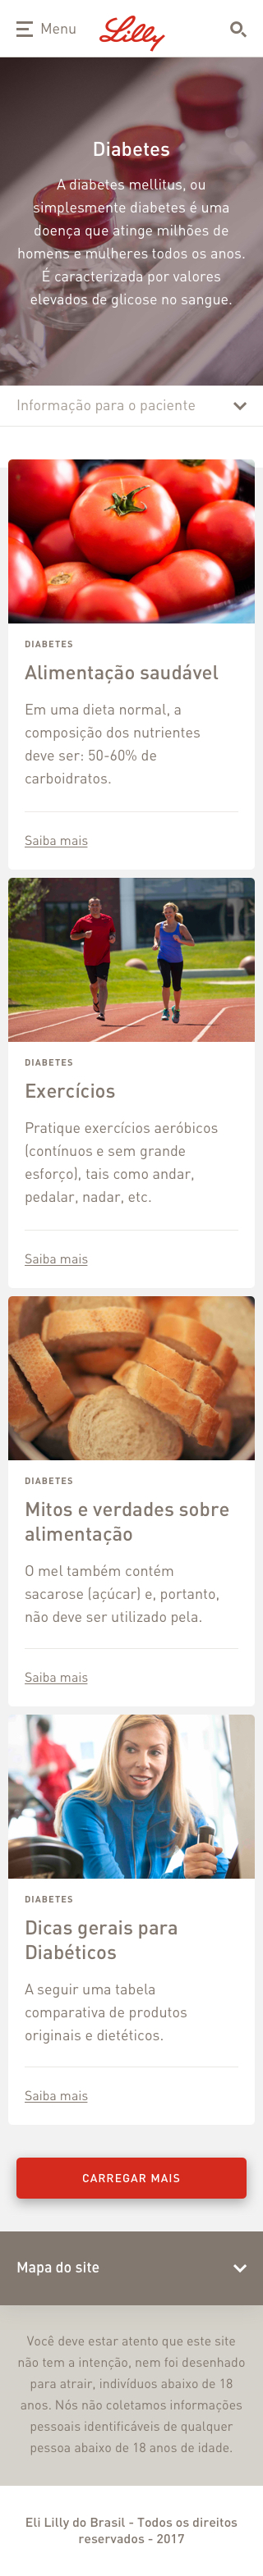 Menu
Lilly
Diabetes
A diabetes mellitus, ou
simplesmente diabetes é uma
doença que atinge milhões de
homens e mulheres todos os anos.
É caracterizada por valores
elevados de glicose no sangue.
Informação para o paciente
DIABETES
Alimentação saudável
Em uma dieta normal, a
composição dos nutrientes
deve ser: 50-60% de
carboidratos.
Saiba mais
DIABETES
Exercícios
Pratique exercícios aeróbicos
(contínuos e sem grande
esforço), tais como andar,
pedalar, nadar, etc.
Saiba mais
DIABETES
Mitos e verdades sobre
alimentação
O mel também contém
sacarose (açúcar) e, portanto,
não deve ser utilizado pela.
Saiba mais
DIABETES
Dicas gerais para
Diabéticos
A seguir uma tabela
comparativa de produtos
originais e dietéticos.
Saiba mais
CARREGAR MAIS
Mapa do site
Você deve estar atento que este site
não tem a intenção, nem foi desenhado
para atrair, indivíduos abaixo de 18
anos. Nós não coletamos informações
pessoais identificáveis de qualquer
pessoa abaixo de 18 anos de idade.
Eli Lilly do Brasil - Todos os direitos
reservados - 2017